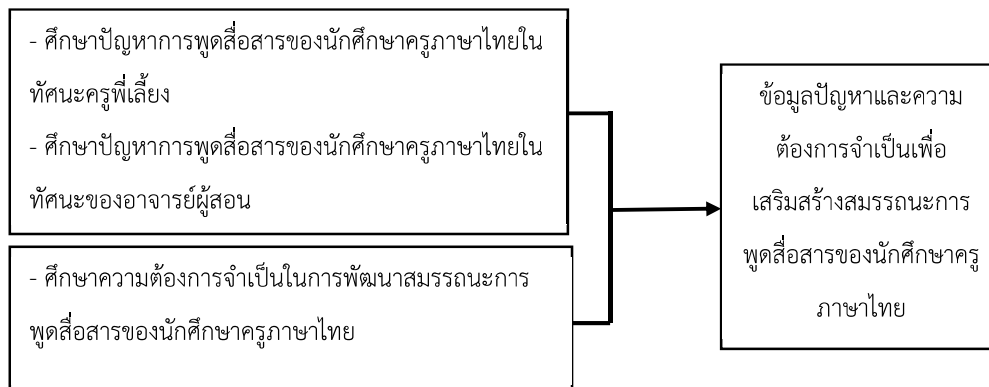 - ศึกษาปัญหาการพูดสื่อสารของนักศึกษาครูภาษาไทยใน
ทัศนะครูพี่เลี้ยง
- ศึกษาปัญหาการพูดสื่อสารของนักศึกษาครูภาษาไทยใน
ทัศนะของอาจารย์ผู้สอน
- ศึกษาความต้องการจำเป็นในการพัฒนาสมรรถนะการ
พูดสื่อสารของนักศึกษาครูภาษาไทย
ข้อมูลปัญหาและความ
ต้องการจำเป็นเพื่อ
เสริมสร้างสมรรถนะการ
พูดสื่อสารของนักศึกษาครู
ภาษาไทย